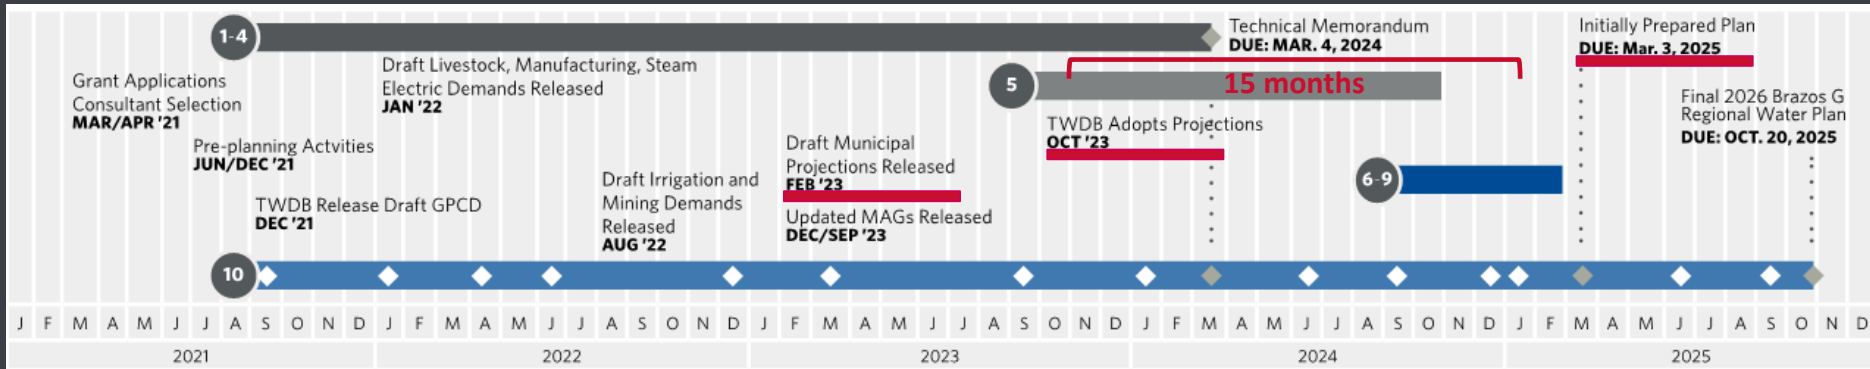 1-4
Technical Memorandum
DUE: MAR. 4, 2024
Initially Prepared Plan
DUE: Mar. 3, 2025
Grant Applications
Consultant Selection
MAR/APR '21
Draft Livestock, Manufacturing, Steam
Electric Demands Released
JAN '22
5
15 months
Final 2026 Brazos G
Regional Water Plan
DUE: OCT. 20, 2025
Pre-planning Actvities
JUN/DEC '21
Draft Municipal
Projections Released
FEB '23
TWDB Adopts Projections
OCT '23
TWDB Release Draft GPCD
DEC '21
Draft Irrigation and
Mining Demands
Released
AUG '22
Updated MAGs Released
DEC/SEP '23
6-9
10
J F M A M J J A S O N D J F M A M J J A S O N D J F M A M J J A S O N D J F M A M J J A S O N D J F M A M J J A S O N D
2021 2022 2023 2024 2025